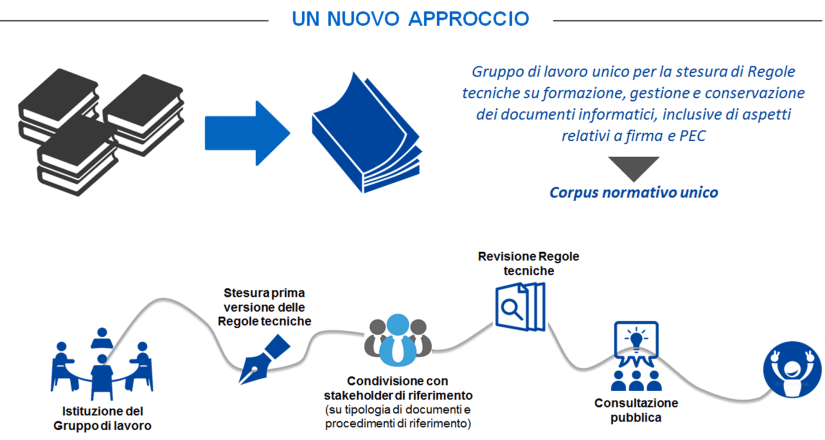 UN NUOVO APPROCCIO
Gruppo di lavoro unico per la stesura di Regole
tecniche su formazione, gestione e conservazione
dei documenti informatici, inclusive di aspetti
relativi a firma e PEC
Corpus normativo unico
Istituzione del
Gruppo di lavoro
Stesura prima
versione delle
Regole tecniche
Condivisione con
stakeholder di riferimento
(su tipologia di documenti e
procedimenti di riferimento)
Revisione Regole
tecniche
Consultazione
pubblica